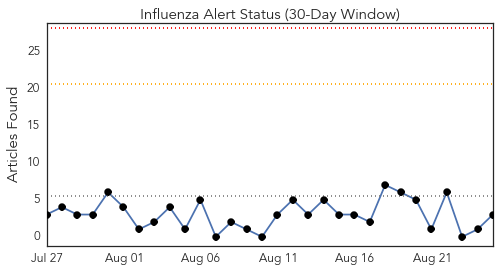 Influenza Alert Status (30-Day Window)
Articles Found
25
20
15
10
5
0
Jul 27
Aug 01
Aug 06
Aug 11
Aug 16
Aug 21